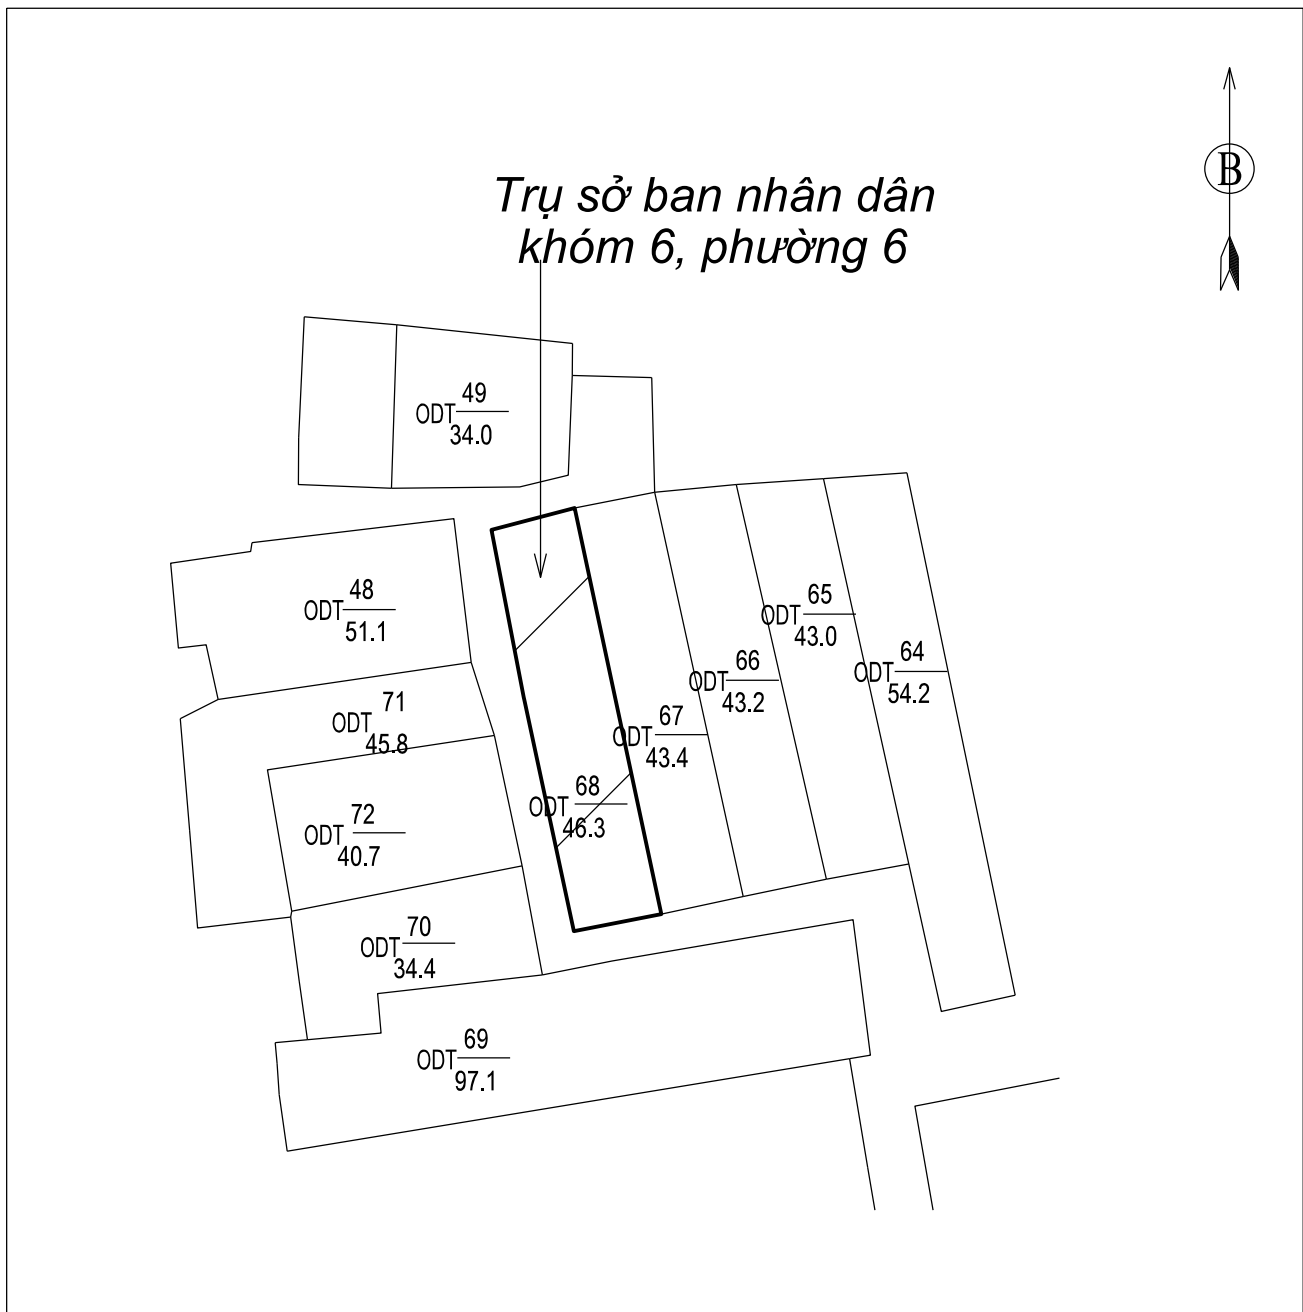 B
Trụ sở ban nhân dân
khóm 6, phường 6
ODT 49
34.0
ODT 48
51.1
ODT 65
43.0
ODT 64
54.2
ODT 66
43.2
ODT 71
45.8
ODT 67
43.4
ODT 68
46.3
ODT 72
40.7
ODT 70
34.4
ODT 69
97.1